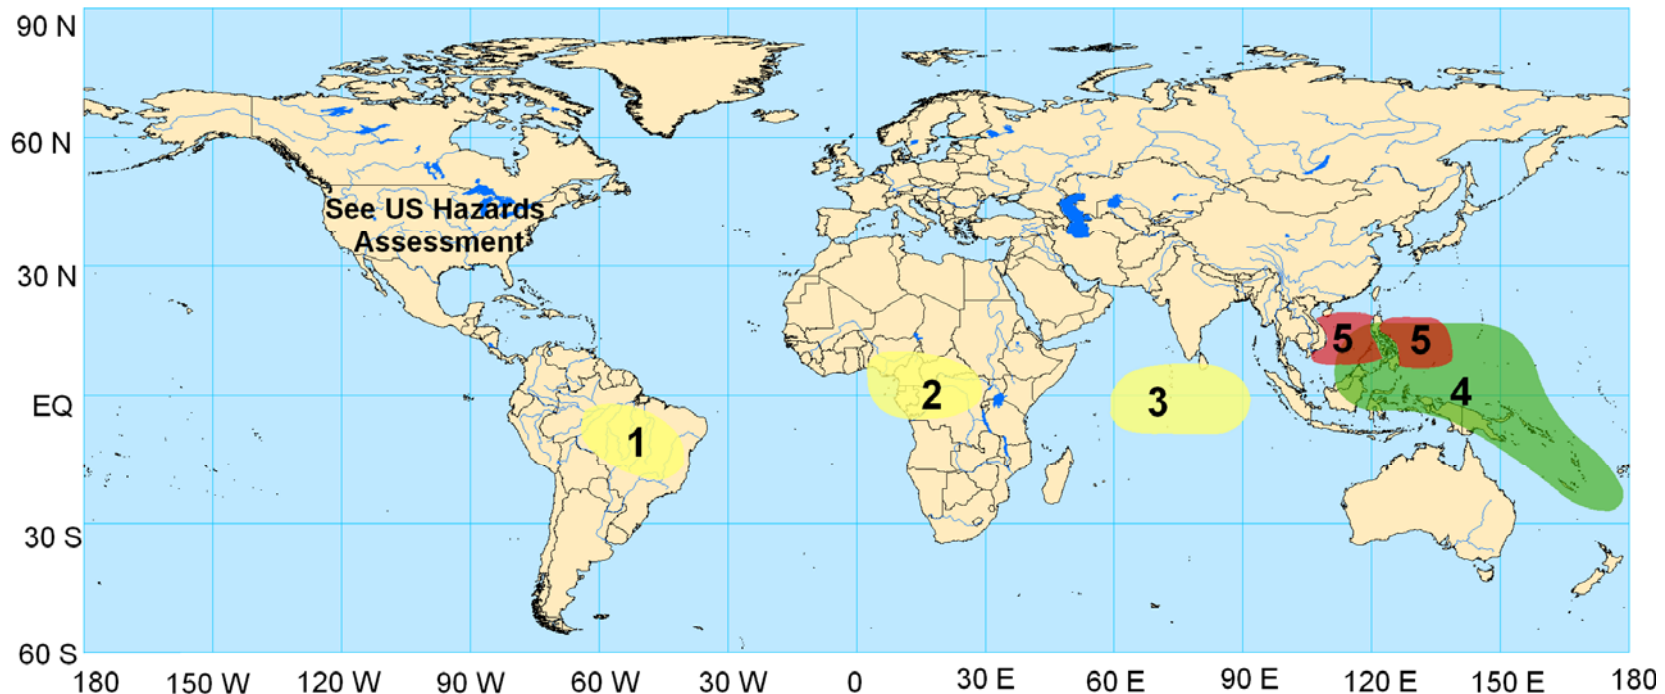 90 N
60 N
30 N
EQ
30 S
60 S
See US Hazards
Assessment
1
2
3
4
5
5
180
150 W
120 W
90 W
60 W
30 W
0
30 E
60 E
90 E
120 E
150 E
180